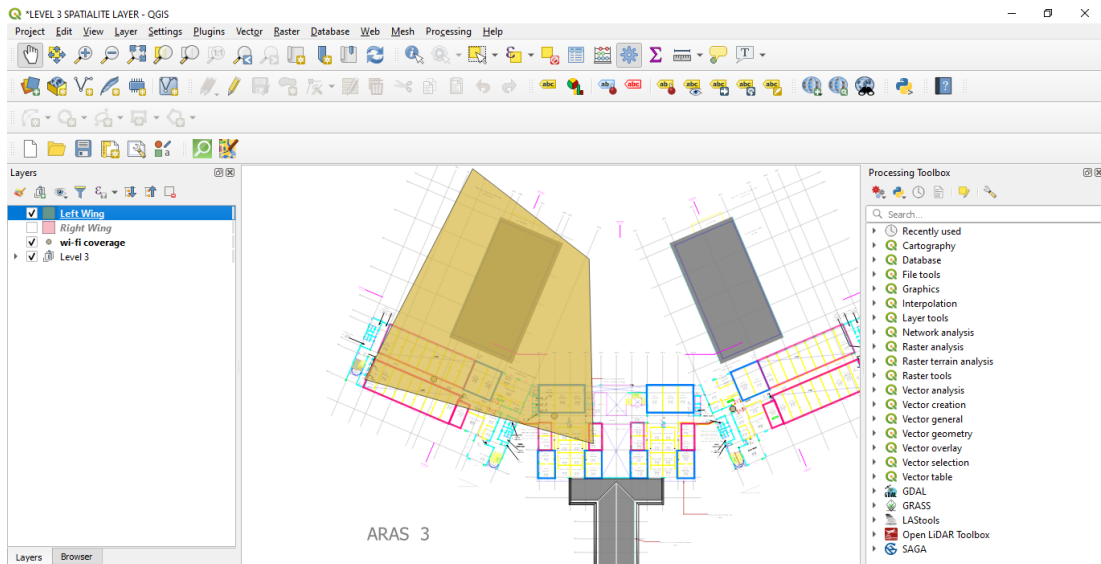 *LEVEL 3 SPATIALITE LAYER - QGIS
Project Edit View Layer Settings Plugins Vector Raster Database Web Mesh Processing Help
Layers
Left Wing
Right Wing
wi-fi coverage
Level 3
Layers Browser
ARAS 3
Processing Toolbox
Search...
Recently used
Cartography
Database
File tools
Graphics
Interpolation
Layer tools
Network analysis
Raster analysis
Raster terrain analysis
Raster tools
Vector analysis
Vector creation
Vector general
Vector geometry
Vector overlay
Vector selection
Vector table
GDAL
GRASS
LAStools
Open LiDAR Toolbox
SAGA